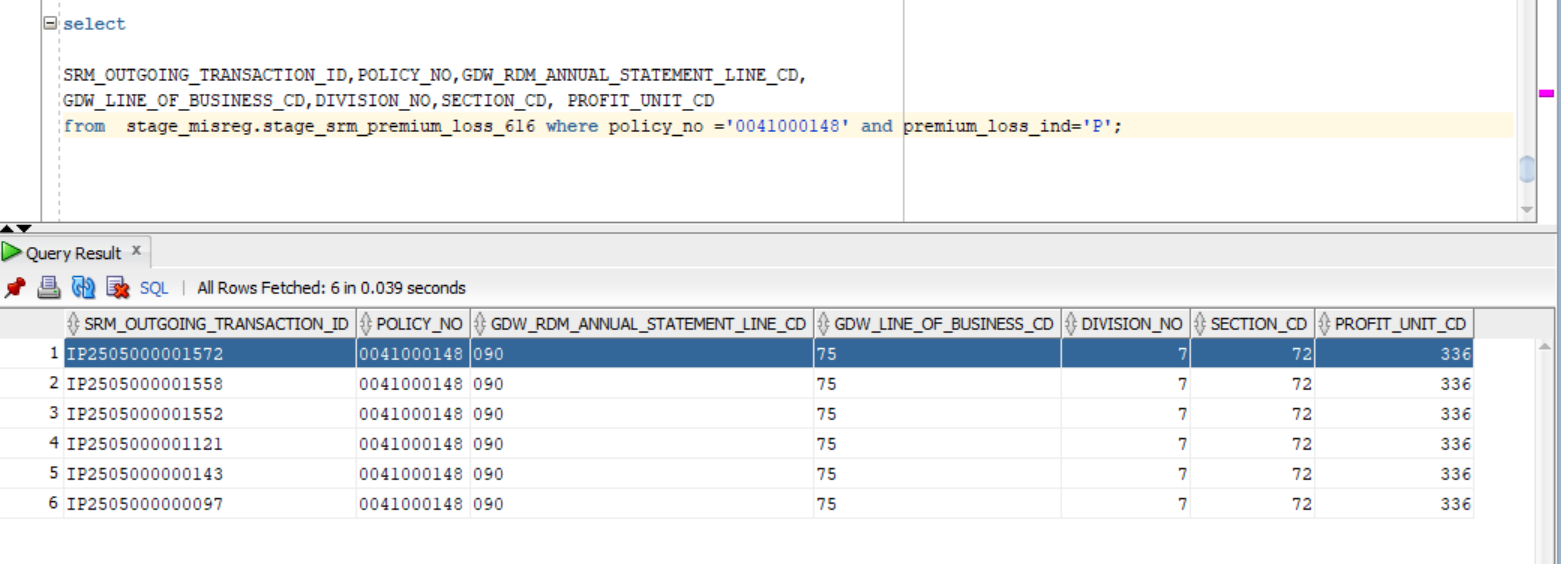 select
SRM_OUTGOING_TRANSACTION_ID,POLICY_NO,GDW_RDM_ANNUAL_STATEMENT_LINE_CD,
GDW_LINE_OF_BUSINESS_CD,DIVISION_NO,SECTION_CD, PROFIT_UNIT_CD
from  stage_misreg.stage_srm_premium_loss_616 where policy_no ='0041000148' and premium_loss_ind='P';
Query Result x
SQL | All Rows Fetched: 6 in 0.039 seconds
SRM_OUTGOING_TRANSACTION_ID POLICY_NO GDW_RDM_ANNUAL_STATEMENT_LINE_CD GDW_LINE_OF_BUSINESS_CD DIVISION_NO SECTION_CD PROFIT_UNIT_CD
1 IP2505000001572 0041000148 090 75 7 72 336
2 IP2505000001558 0041000148 090 75 7 72 336
3 IP2505000001552 0041000148 090 75 7 72 336
4 IP2505000001121 0041000148 090 75 7 72 336
5 IP2505000000143 0041000148 090 75 7 72 336
6 IP2505000000097 0041000148 090 75 7 72 336